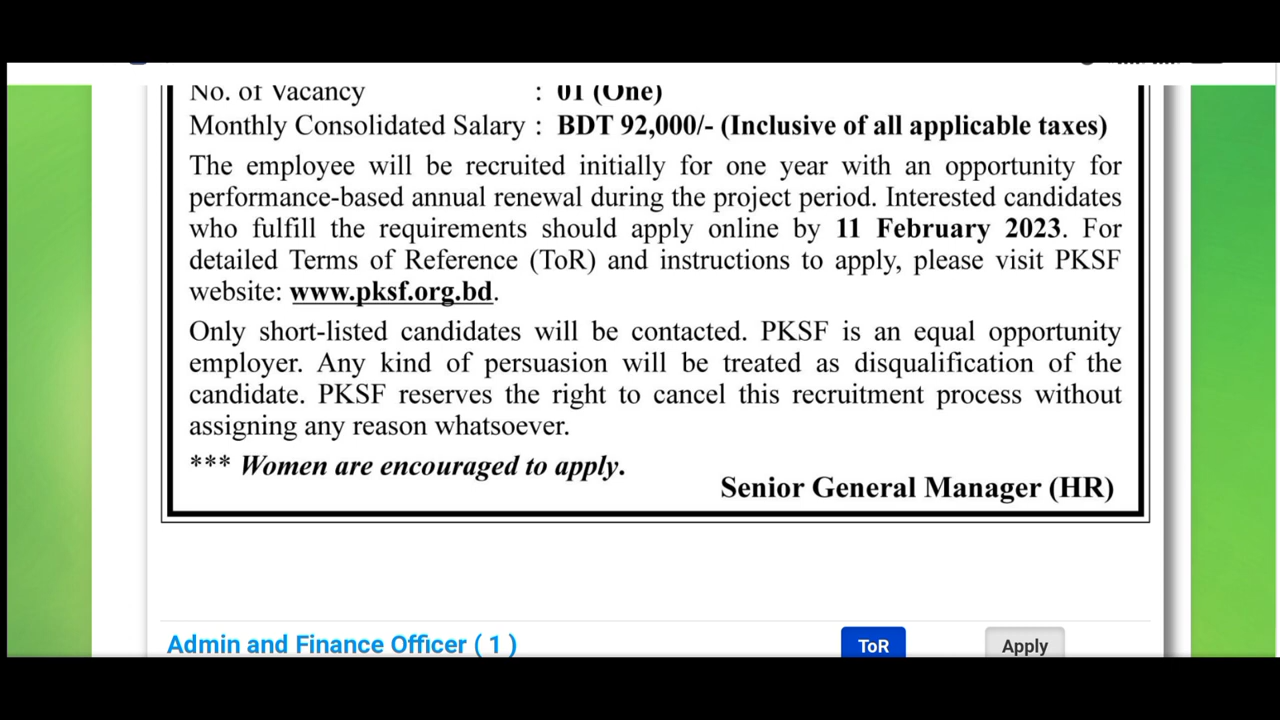 No. of Vacancy : 01 (One)
Monthly Consolidated Salary : BDT 92,000/- (Inclusive of all applicable taxes)
The employee will be recruited initially for one year with an opportunity for
performance-based annual renewal during the project period. Interested candidates
who fulfill the requirements should apply online by 11 February 2023. For
detailed Terms of Reference (ToR) and instructions to apply, please visit PKSF
website: www.pksf.org.bd.
Only short-listed candidates will be contacted. PKSF is an equal opportunity
employer. Any kind of persuasion will be treated as disqualification of the
candidate. PKSF reserves the right to cancel this recruitment process without
assigning any reason whatsoever.
*** Women are encouraged to apply.
Senior General Manager (HR)
Admin and Finance Officer ( 1 ) ToR Apply